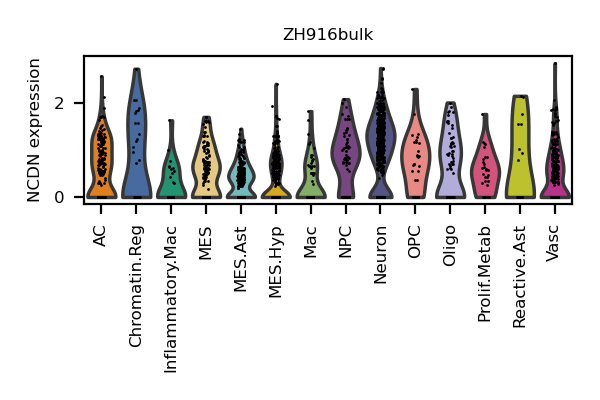 ZH916bulk
NCDN expression
2
0
AC
Chromatin.Reg
Inflammatory.Mac
MES
MES.Ast
MES.Hyp
Mac
NPC
Neuron
OPC
Oligo
Prolif.Metab
Reactive.Ast
Vasc